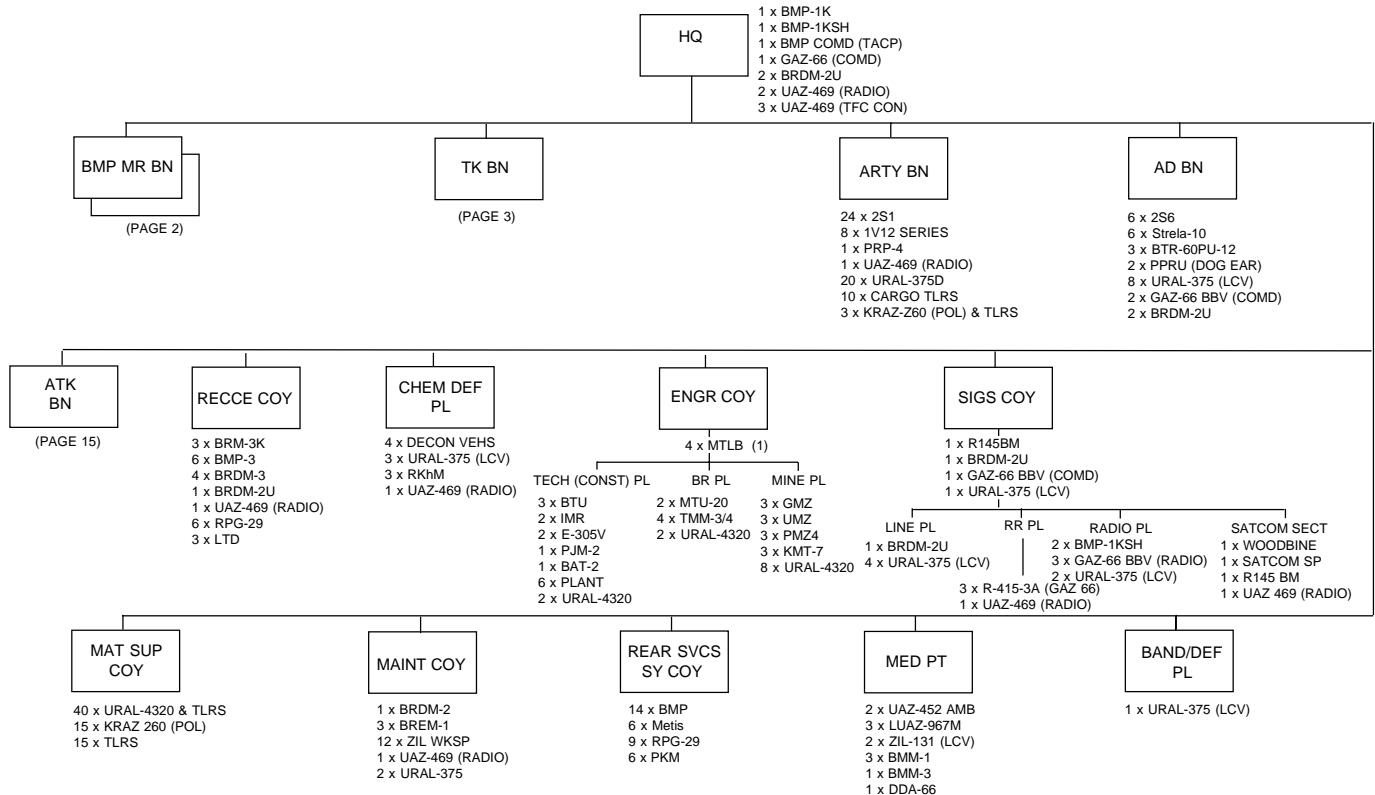 HQ
1 x BMP-1K
1 x BMP-1KSH
1 x BMP COMD (TACP)
1 x GAZ-66 (COMD)
2 x BRDM-2U
2 x UAZ-469 (RADIO)
3 x UAZ-469 (TFC CON)
BMP MR BN
(PAGE 2)
TK BN
(PAGE 3)
ARTY BN
24 x 2S1
8 x 1V12 SERIES
1 x PRP-4
1 x UAZ-469 (RADIO)
20 x URAL-375D
10 x CARGO TLRS
3 x KRAZ-Z60 (POL) & TLRS
AD BN
6 x 2S6
6 x Strela-10
3 x BTR-60PU-12
2 x PPRU (DOG EAR)
8 x URAL-375 (LCV)
2 x GAZ-66 BBV (COMD)
2 x BRDM-2U
ATK
BN
(PAGE 15)
RECCE COY
3 x BRM-3K
6 x BMP-3
4 x BRDM-3
1 x BRDM-2U
1 x UAZ-469 (RADIO)
6 x RPG-29
3 x LTD
CHEM DEF
PL
4 x DECON VEHS
3 x URAL-375 (LCV)
3 x RKhM
1 x UAZ-469 (RADIO)
ENGR COY
4 x MTLB (1)
TECH (CONST) PL
3 x BTU
2 x IMR
2 x E-305V
1 x PJM-2
1 x BAT-2
6 x PLANT
2 x URAL-4320
BR PL
2 x MTU-20
4 x TMM-3/4
2 x URAL-4320
MINE PL
3 x GMZ
3 x UMZ
3 x PMZ4
3 x KMT-7
8 x URAL-4320
SIGS COY
1 x R145BM
1 x BRDM-2U
1 x GAZ-66 BBV (COMD)
1 x URAL-375 (LCV)
LINE PL
1 x BRDM-2U
4 x URAL-375 (LCV)
RR PL
3 x R-415-3A (GAZ 66)
1 x UAZ-469 (RADIO)
RADIO PL
2 x BMP-1KSH
3 x GAZ-66 BBV (RADIO)
2 x URAL-375 (LCV)
SATCOM SECT
1 x WOODBINE
1 x SATCOM SP
1 x R145 BM
1 x UAZ 469 (RADIO)
MAT SUP
COY
40 x URAL-4320 & TLRS
15 x KRAZ 260 (POL)
15 x TLRS
MAINT COY
1 x BRDM-2
3 x BREM-1
12 x ZIL WKSP
1 x UAZ-469 (RADIO)
2 x URAL-375
REAR SVCS
SY COY
14 x BMP
6 x Metis
9 x RPG-29
6 x PKM
MED PT
2 x UAZ-452 AMB
3 x LUAZ-967M
2 x ZIL-131 (LCV)
3 x BMM-1
1 x BMM-3
1 x DDA-66
BAND/DEF
PL
1 x URAL-375 (LCV)